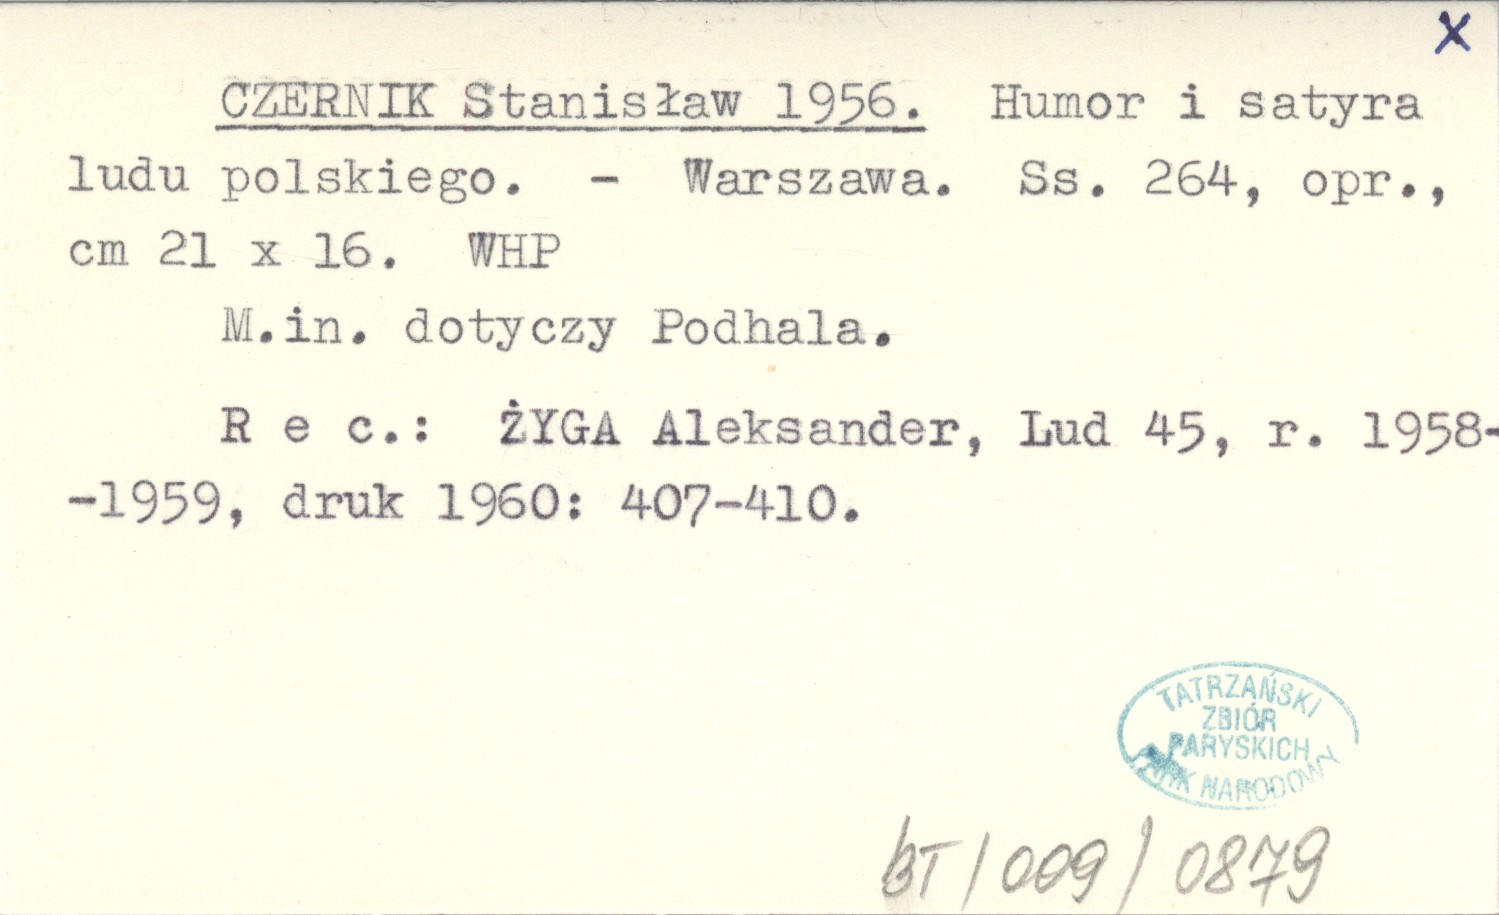 x
CZERNIK Stanisław 1956. Humor i satyra
ludu polskiego. - Warszawa. Ss. 264, opr.,
cm 21 x 16. WHP
M.in. dotyczy Podhala.
R e c.: ŻYGA Aleksander, Lud 45, r. 1958-
-1959, druk 1960: 407-410.
TATRZAŃSKI
ZBIÓR
PARYSKICH
PARK NARODOWY
BT/009/0879